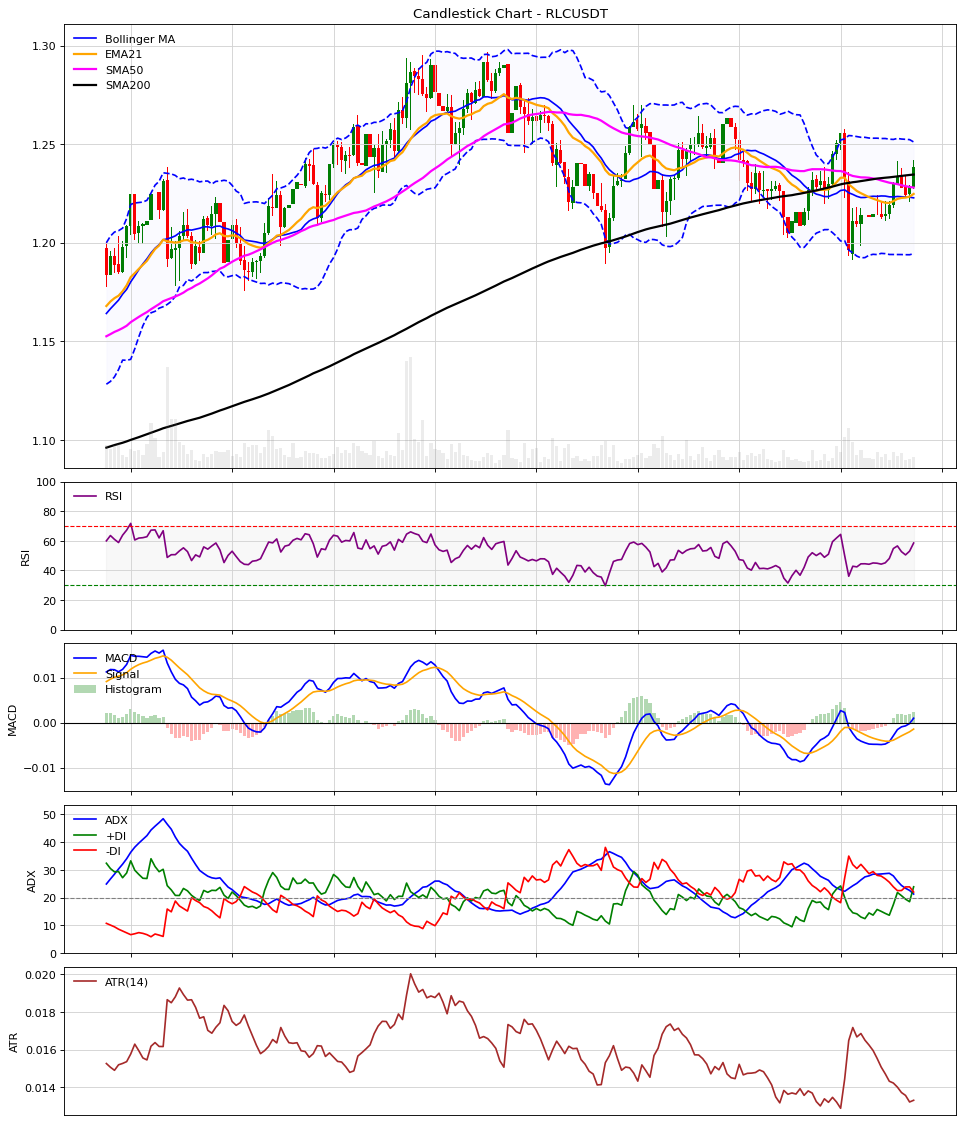 Candlestick Chart - RLCUSDT
Bollinger MA
EMA21
SMA50
SMA200
1.30
1.25
1.20
1.15
1.10
RSI
RSI
100
80
60
40
20
0
MACD
Signal
Histogram
MACD
0.01
0.00
−0.01
ADX
+DI
-DI
ADX
50
40
30
20
10
0
ATR(14)
ATR
0.020
0.018
0.016
0.014